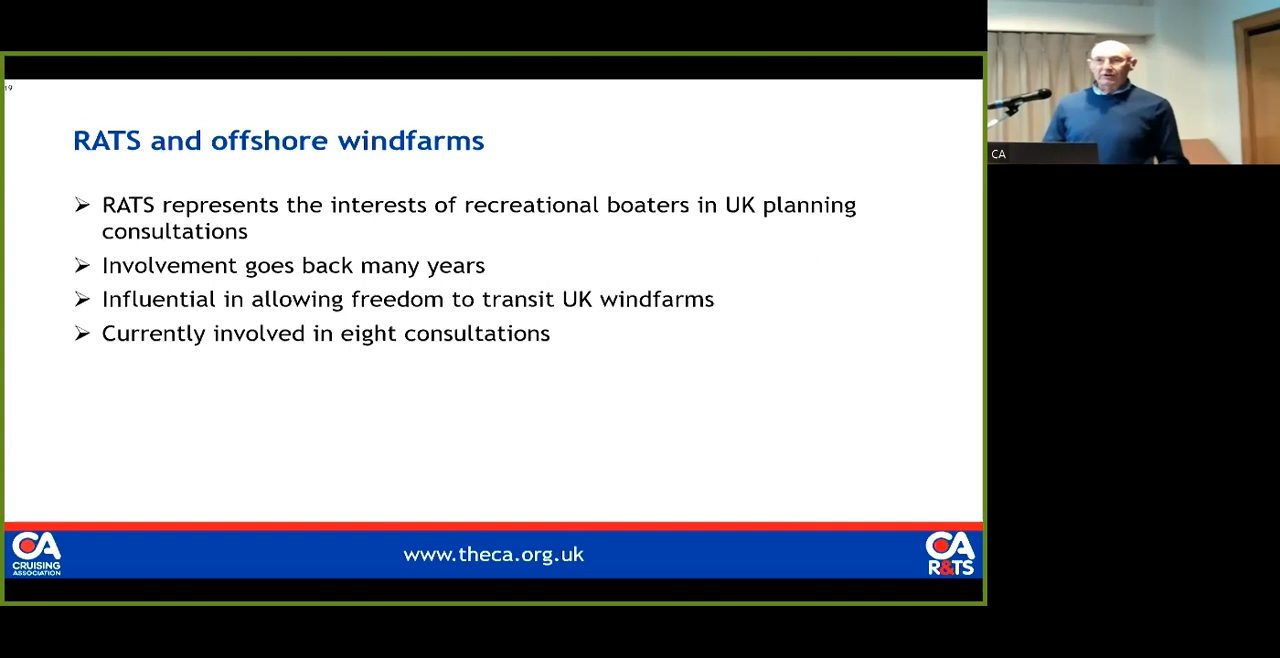 19
RATS and offshore windfarms
➢ RATS represents the interests of recreational boaters in UK planning
consultations
➢ Involvement goes back many years
➢ Influential in allowing freedom to transit UK windfarms
➢ Currently involved in eight consultations
CA
CRUISING
ASSOCIATION
www.theca.org.uk
CA
R&TS
CA